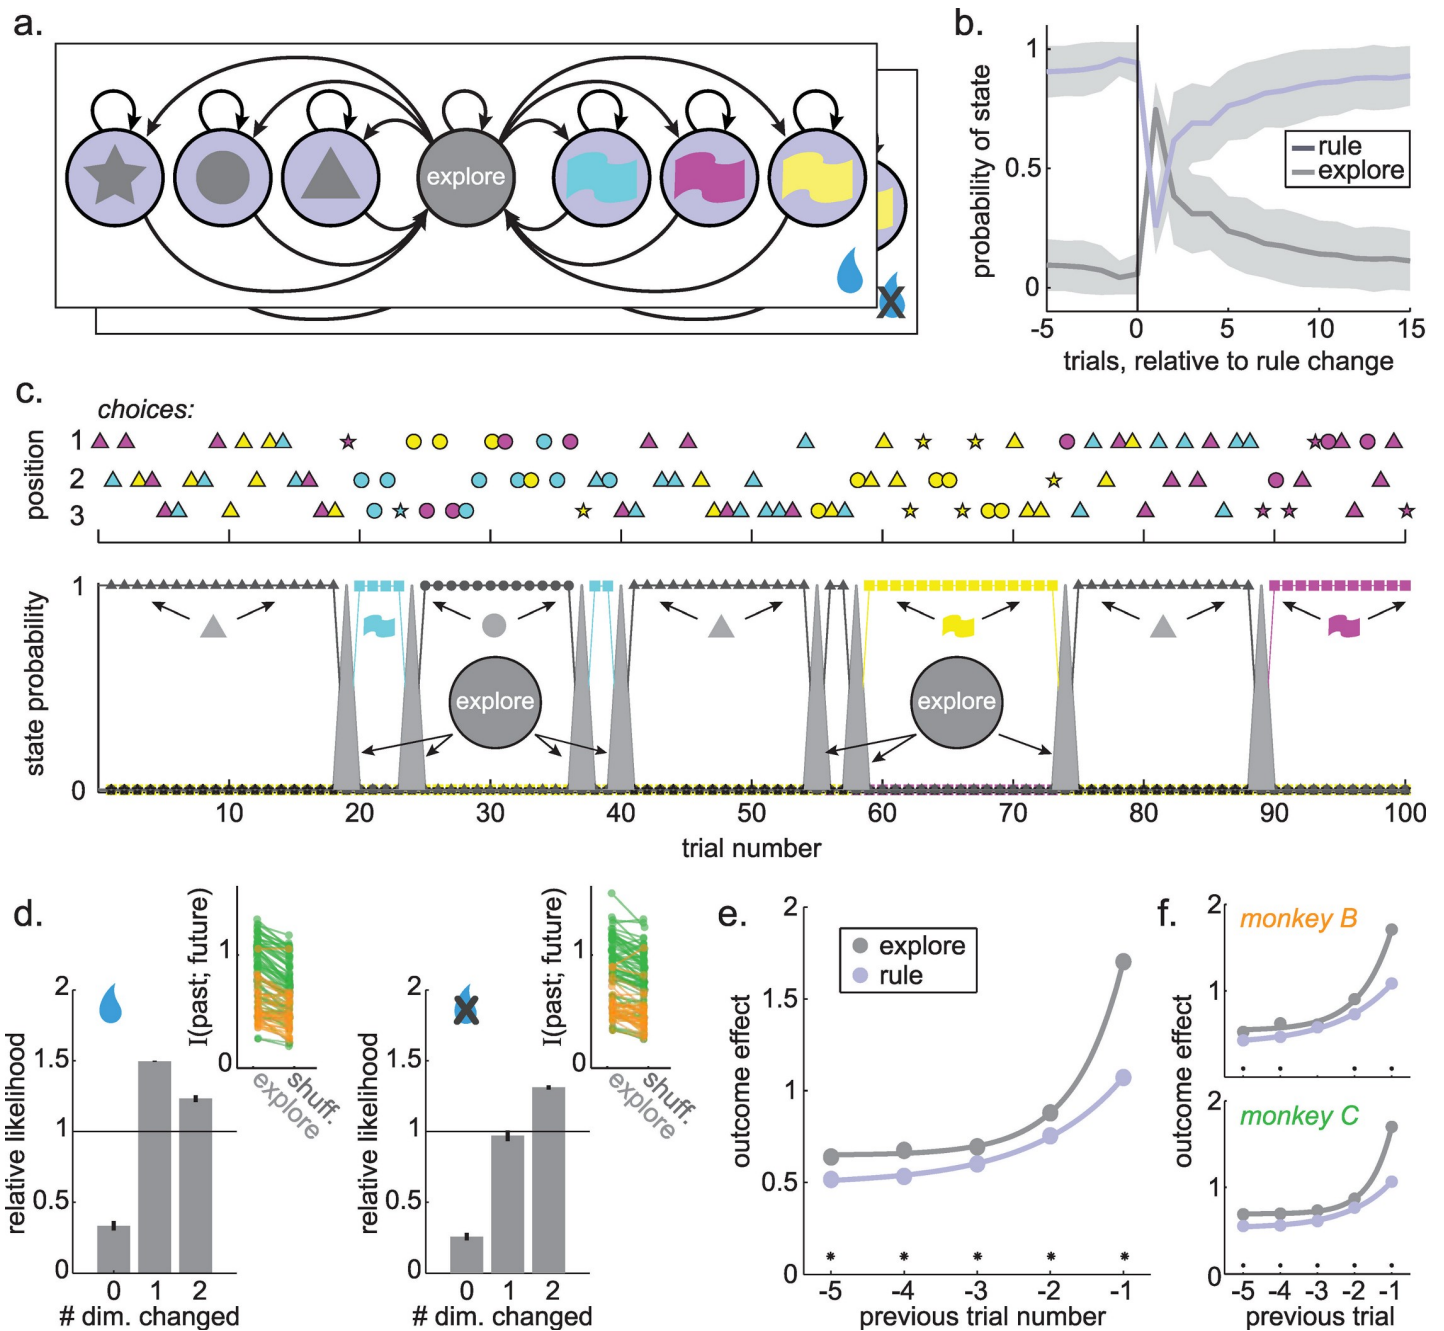 a.
explore
X
b.
probability of state
1
0.5
0
rule
explore
-5 0 5 10 15
trials, relative to rule change
c.
choices:
position
1
2
3
state probability
1
0
explore
explore
10 20 30 40 50 60 70 80 90 100
trial number
d.
relative likelihood
2
1.5
1
0.5
0
0 1 2
# dim. changed
I(past; future)
1
0
explore
shuff.
relative likelihood
2
1.5
1
0.5
0
0 1 2
# dim. changed
I(past; future)
1
0
explore
shuff.
e.
outcome effect
2
1.5
1
0.5
0
explore
rule
* * * * *
-5 -4 -3 -2 -1
previous trial number
f.
monkey B
outcome effect
2
1
0
monkey C
outcome effect
2
1
0
-5 -4 -3 -2 -1
previous trial